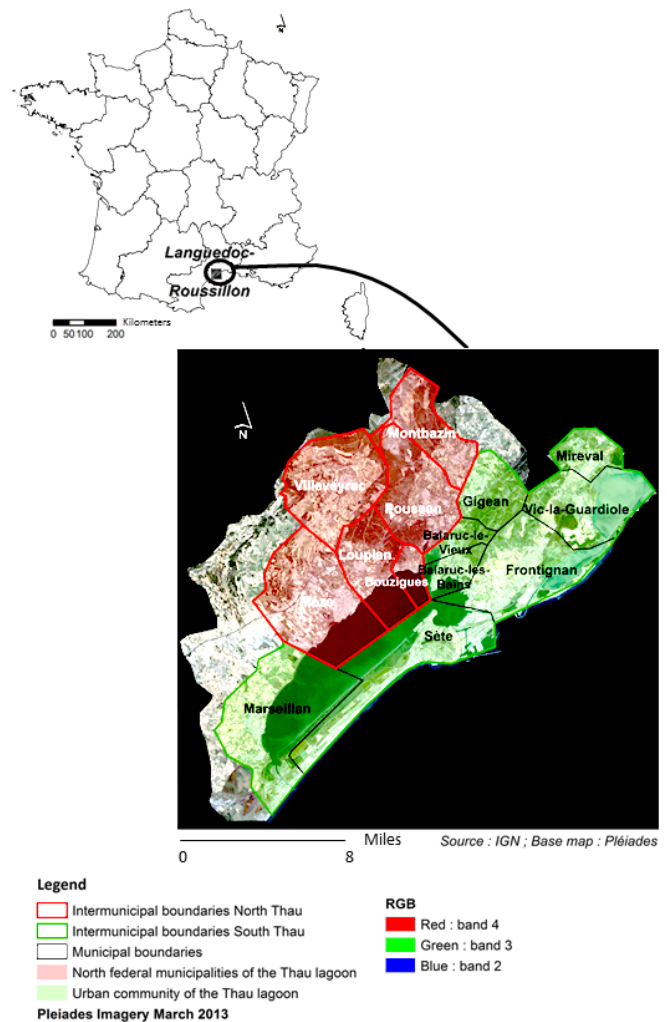 N
Languedoc-
Roussillon
Kilometers
0 50 100 200
N
Montbazin
Mireval
Villeveyrac
Gigean
Vic-la-Guardiole
Poussan
Balaruc-le-
Vieux
Loupian
Balaruc-les-
Bains
Frontignan
Bouzigues
Sète
Marseillan
Miles
Source : IGN ; Base map : Pléiades
0 8
Legend
Intermunicipal boundaries North Thau
Intermunicipal boundaries South Thau
Municipal boundaries
North federal municipalities of the Thau lagoon
Urban community of the Thau lagoon
Pleiades Imagery March 2013
RGB
Red : band 4
Green : band 3
Blue : band 2